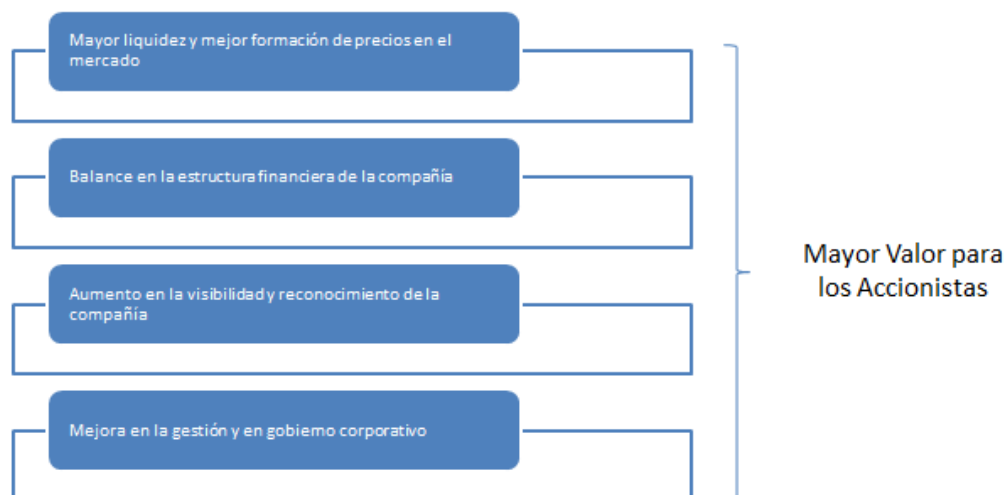 Mayor liquidez y mejor formación de precios en el
mercado
Balance en la estructura financiera de la compañía
Aumento en la visibilidad y reconocimiento de la
compañía
Mejora en la gestión y en gobierno corporativo
Mayor Valor para
los Accionistas